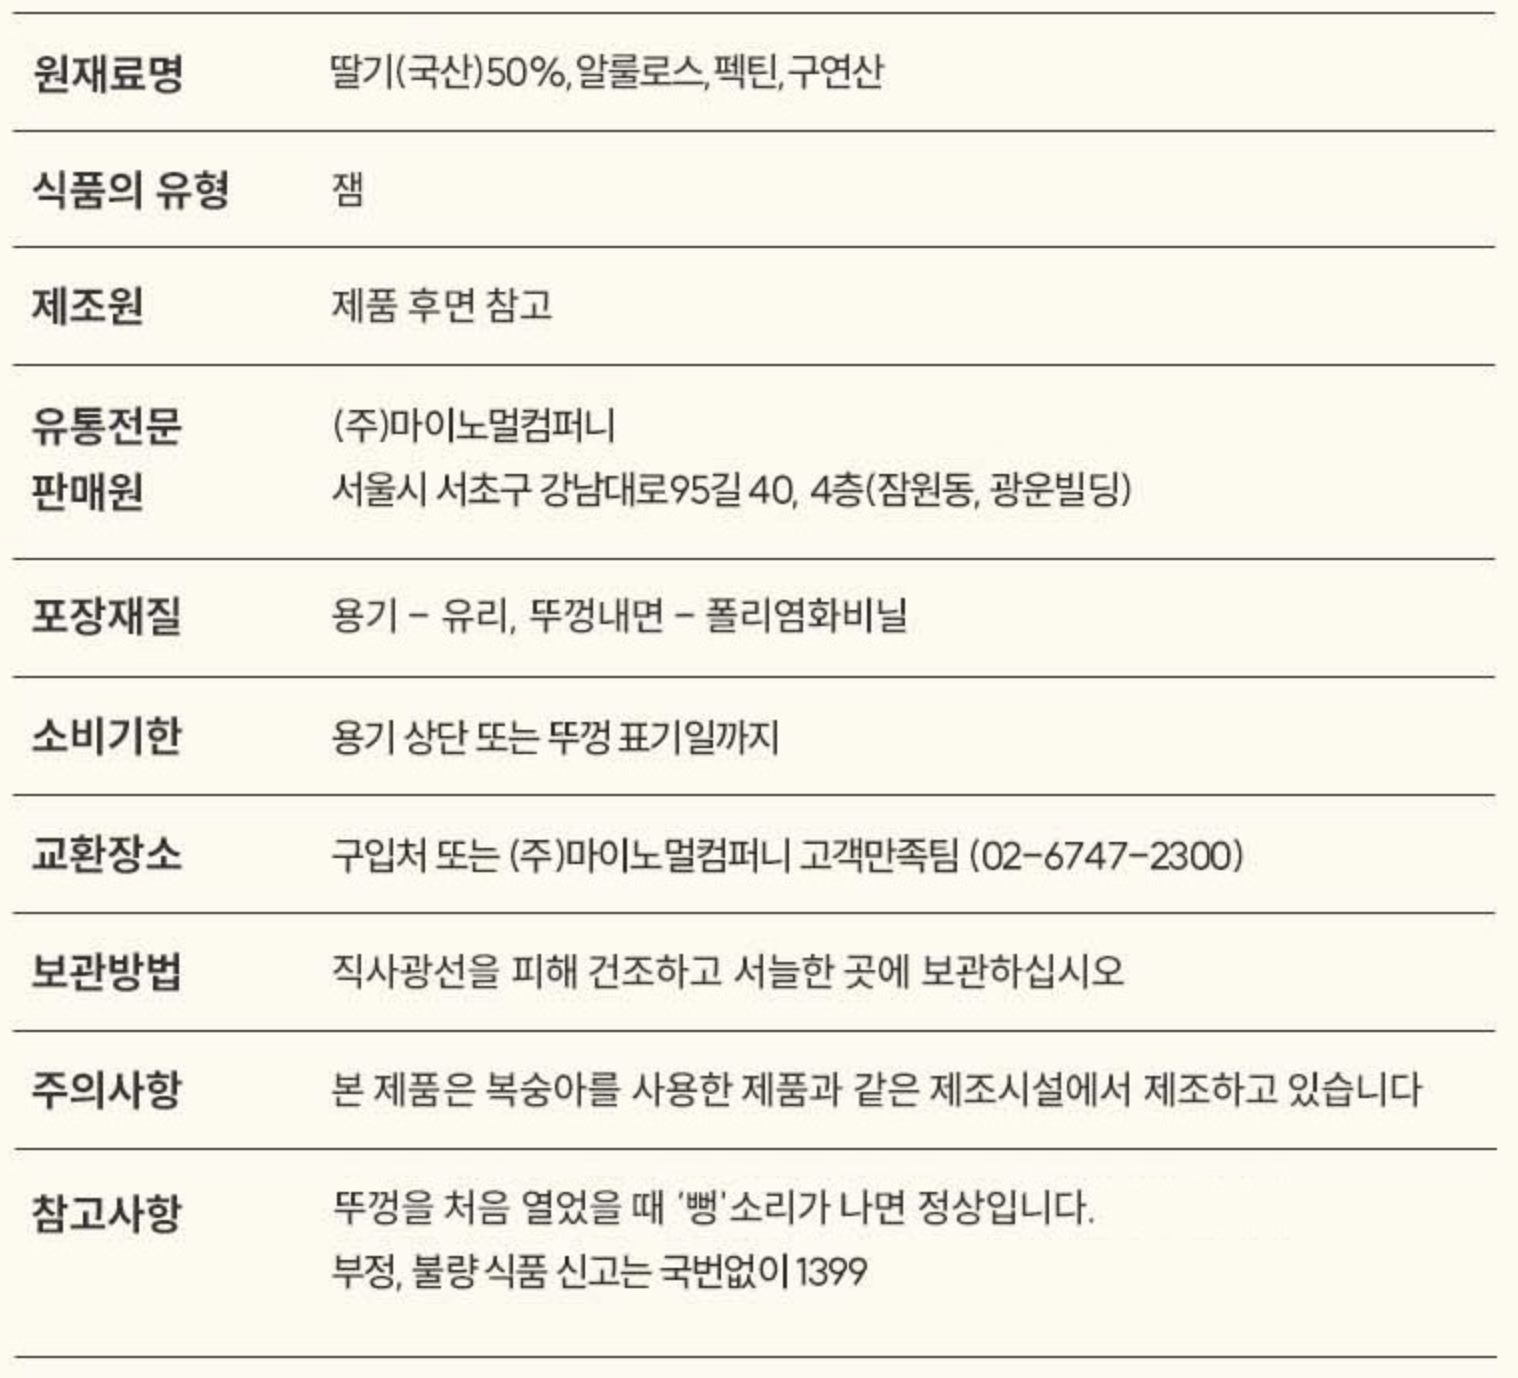 원재료명 딸기(국산)50%,알룰로스,펙틴,구연산
식품의 유형 잼
제조원 제품 후면 참고
유통전문 (주)마이노멀컴퍼니
판매원 서울시 서초구 강남대로95길 40, 4층(잠원동, 광운빌딩)
포장재질 용기 - 유리, 뚜껑내면 - 폴리염화비닐
소비기한 용기 상단 또는 뚜껑 표기일까지
교환장소 구입처 또는 (주)마이노멀컴퍼니 고객만족팀 (02-6747-2300)
보관방법 직사광선을 피해 건조하고 서늘한 곳에 보관하십시오
주의사항 본 제품은 복숭아를 사용한 제품과 같은 제조시설에서 제조하고 있습니다
참고사항 뚜껑을 처음 열었을 때 '뻥'소리가 나면 정상입니다.
부정, 불량 식품 신고는 국번없이 1399